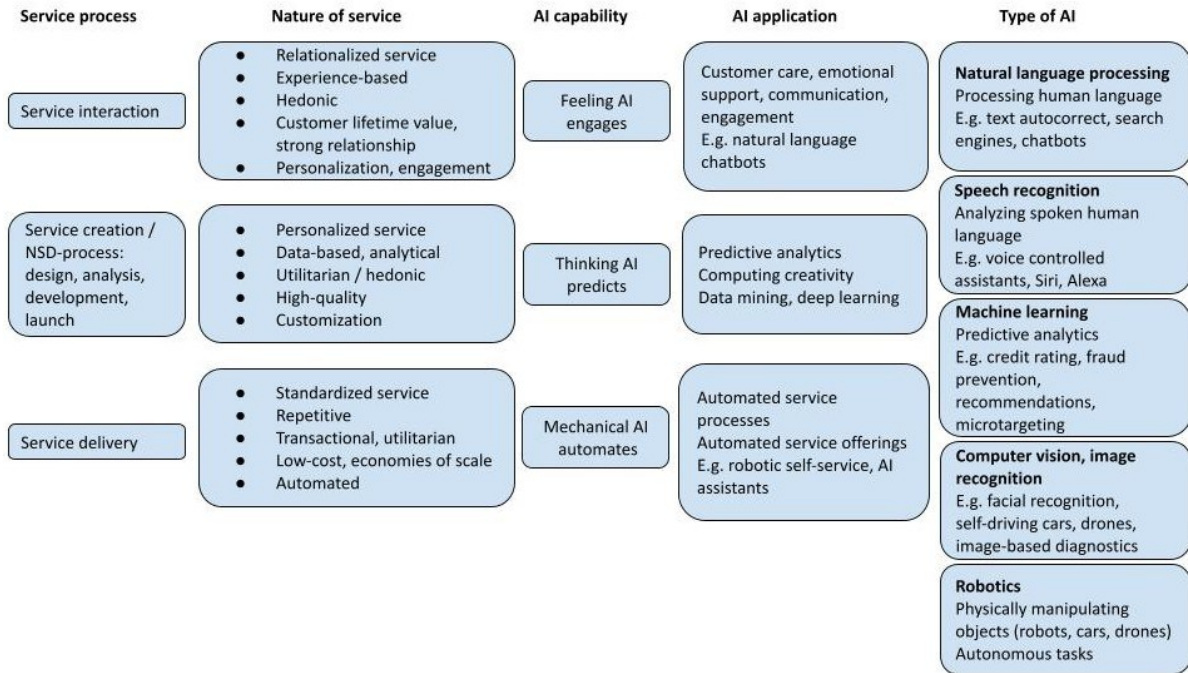 Service process
Nature of service
AI capability
AI application
Type of AI
Service interaction
● Relationalized service
● Experience-based
● Hedonic
● Customer lifetime value,
strong relationship
● Personalization, engagement
Feeling AI
engages
Customer care, emotional
support, communication,
engagement
E.g. natural language
chatbots
Service creation /
NSD-process:
design, analysis,
development,
launch
● Personalized service
● Data-based, analytical
● Utilitarian / hedonic
● High-quality
● Customization
Thinking AI
predicts
Predictive analytics
Computing creativity
Data mining, deep learning
Service delivery
● Standardized service
● Repetitive
● Transactional, utilitarian
● Low-cost, economies of scale
● Automated
Mechanical AI
automates
Automated service
processes
Automated service offerings
E.g. robotic self-service, AI
assistants
Natural language processing
Processing human language
E.g. text autocorrect, search
engines, chatbots
Speech recognition
Analyzing spoken human
language
E.g. voice controlled
assistants, Siri, Alexa
Machine learning
Predictive analytics
E.g. credit rating, fraud
prevention,
recommendations,
microtargeting
Computer vision, image
recognition
E.g. facial recognition,
self-driving cars, drones,
image-based diagnostics
Robotics
Physically manipulating
objects (robots, cars, drones)
Autonomous tasks